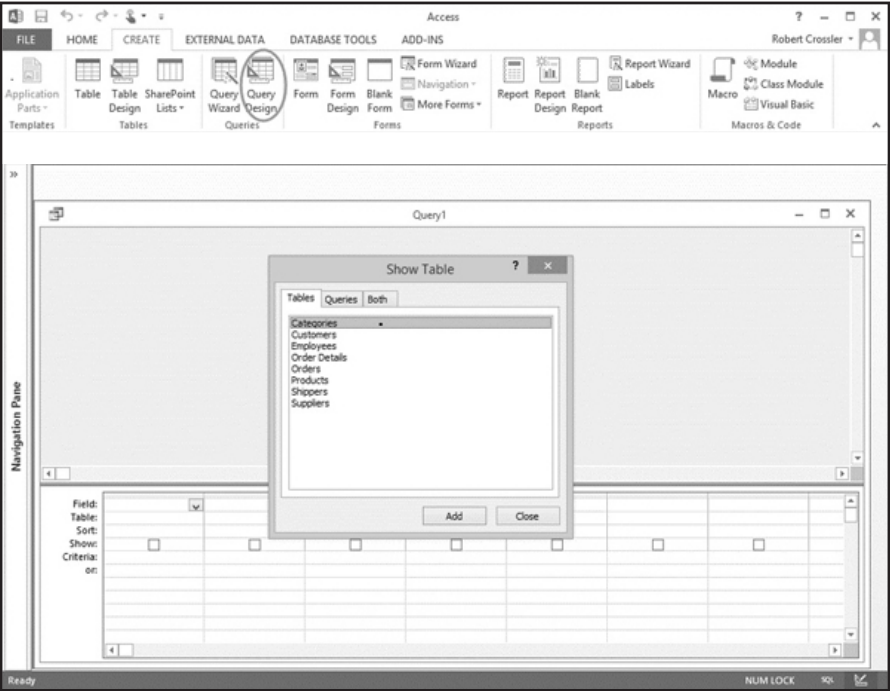 Access
FILE HOME CREATE EXTERNAL DATA DATABASE TOOLS ADD-INS Robert Crossler
Application Parts
Table
Table Design
SharePoint Lists
Query Wizard
Query Design
Form
Form Design
Blank Form
Form Wizard
Navigation
More Forms
Report
Report Design
Blank Report
Report Wizard
Labels
Macro
Module
Class Module
Visual Basic
Templates Tables Queries Forms Reports Macros & Code
Query1
Show Table
Tables Queries Both
Categories
Customers
Employees
Order Details
Orders
Products
Shippers
Suppliers
Add Close
Navigation Pane
Field:
Table:
Sort:
Show:
Criteria:
or:
Ready NUM LOCK SQL